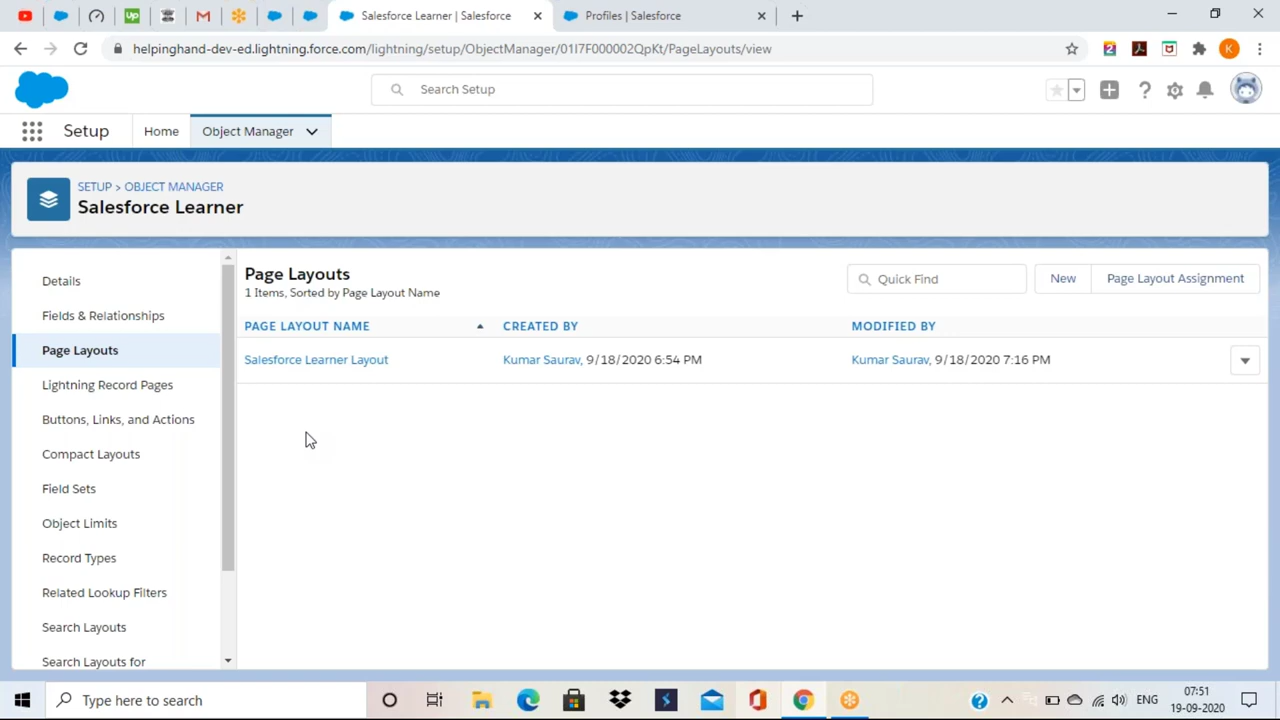 Salesforce Learner | Salesforce
Profiles | Salesforce
helpinghand-dev-ed.lightning.force.com/lightning/setup/ObjectManager/01I7F000002QpKt/PageLayouts/view
K
Search Setup
Setup
Home
Object Manager
SETUP > OBJECT MANAGER
Salesforce Learner
Details
Fields & Relationships
Page Layouts
Lightning Record Pages
Buttons, Links, and Actions
Compact Layouts
Field Sets
Object Limits
Record Types
Related Lookup Filters
Search Layouts
Search Layouts for
Page Layouts
1 Items, Sorted by Page Layout Name
Quick Find
New
Page Layout Assignment
PAGE LAYOUT NAME
CREATED BY
MODIFIED BY
Salesforce Learner Layout
Kumar Saurav, 9/18/2020 6:54 PM
Kumar Saurav, 9/18/2020 7:16 PM
Type here to search
ENG
07:51
19-09-2020